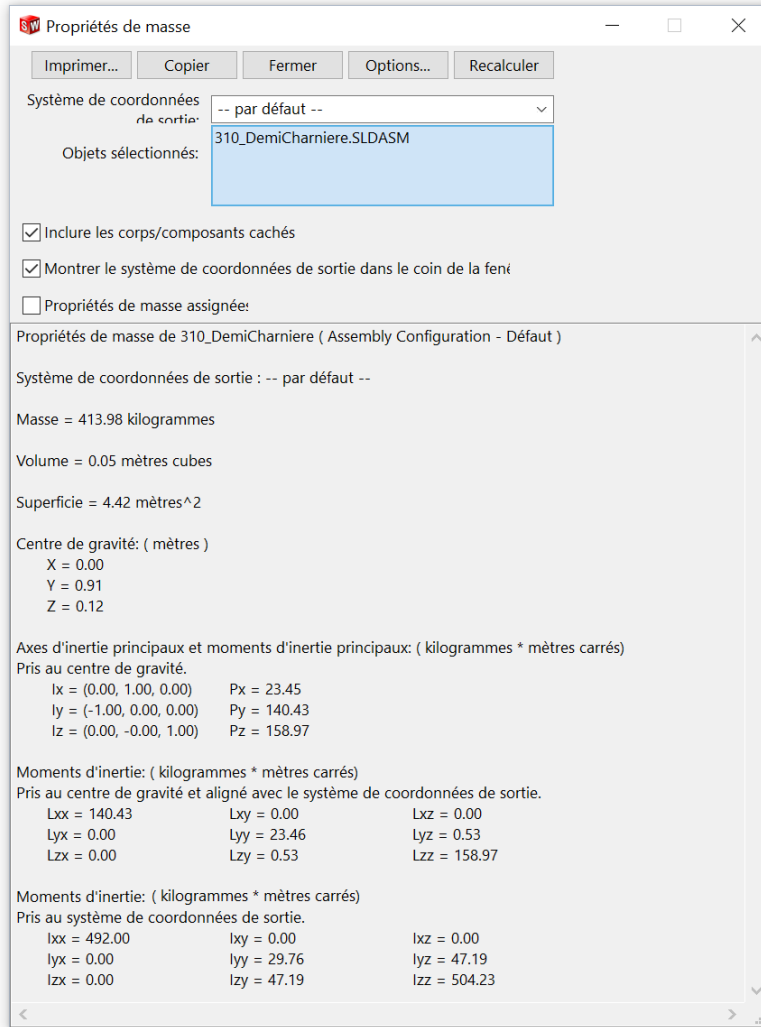 Propriétés de masse
Imprimer... Copier Fermer Options... Recalculer
Système de coordonnées
de sortie: -- par défaut --
Objets sélectionnés: 310_DemiCharniere.SLDASM
Inclure les corps/composants cachés
Montrer le système de coordonnées de sortie dans le coin de la fenê
Propriétés de masse assignées
Propriétés de masse de 310_DemiCharniere ( Assembly Configuration - Défaut )
Système de coordonnées de sortie : -- par défaut --
Masse = 413.98 kilogrammes
Volume = 0.05 mètres cubes
Superficie = 4.42 mètres^2
Centre de gravité: ( mètres )
X = 0.00
Y = 0.91
Z = 0.12
Axes d'inertie principaux et moments d'inertie principaux: ( kilogrammes * mètres carrés)
Pris au centre de gravité.
Ix = (0.00, 1.00, 0.00) Px = 23.45
Iy = (-1.00, 0.00, 0.00) Py = 140.43
Iz = (0.00, -0.00, 1.00) Pz = 158.97
Moments d'inertie: ( kilogrammes * mètres carrés)
Pris au centre de gravité et aligné avec le système de coordonnées de sortie.
Lxx = 140.43 Lxy = 0.00 Lxz = 0.00
Lyx = 0.00 Lyy = 23.46 Lyz = 0.53
Lzx = 0.00 Lzy = 0.53 Lzz = 158.97
Moments d'inertie: ( kilogrammes * mètres carrés)
Pris au système de coordonnées de sortie.
Ixx = 492.00 Ixy = 0.00 Ixz = 0.00
Iyx = 0.00 Iyy = 29.76 Iyz = 47.19
Izx = 0.00 Izy = 47.19 Izz = 504.23